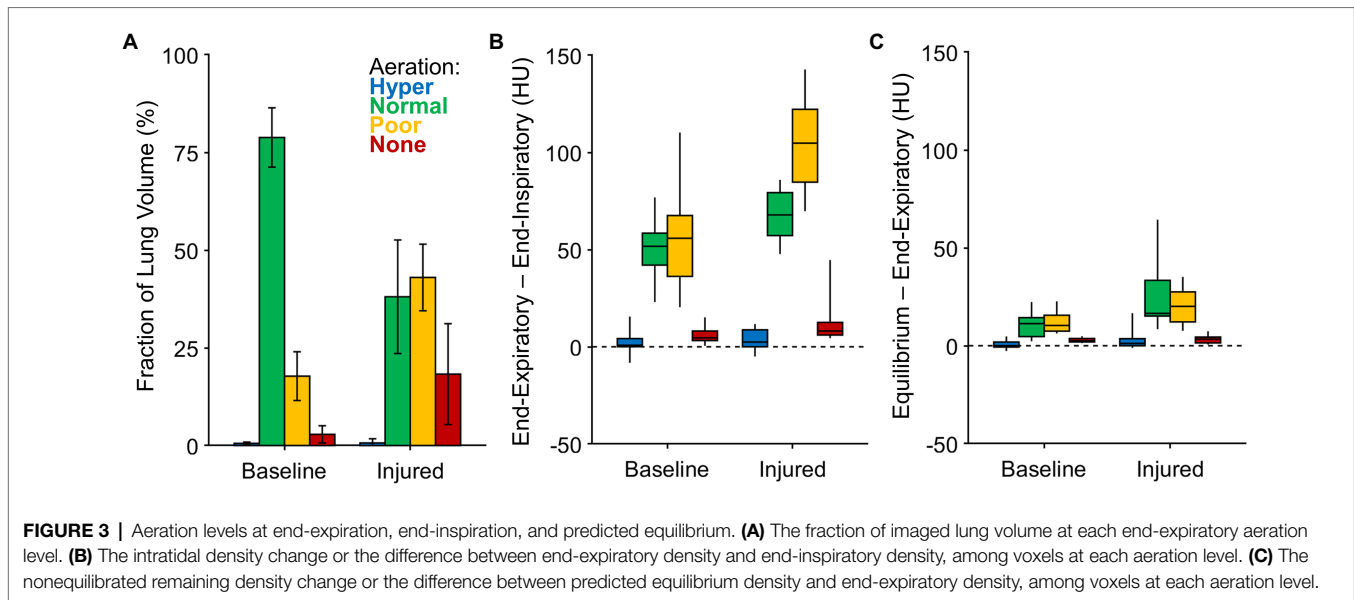 A
Fraction of Lung Volume (%)
100
75
50
25
0
Aeration:
Hyper
Normal
Poor
None
Baseline
Injured
B
End-Expiratory – End-Inspiratory (HU)
150
100
50
0
-50
Baseline
Injured
C
Equilibrium – End-Expiratory (HU)
150
100
50
0
-50
Baseline
Injured
FIGURE 3 | Aeration levels at end-expiration, end-inspiration, and predicted equilibrium. (A) The fraction of imaged lung volume at each end-expiratory aeration
level. (B) The intratidal density change or the difference between end-expiratory density and end-inspiratory density, among voxels at each aeration level. (C) The
nonequilibrated remaining density change or the difference between predicted equilibrium density and end-expiratory density, among voxels at each aeration level.